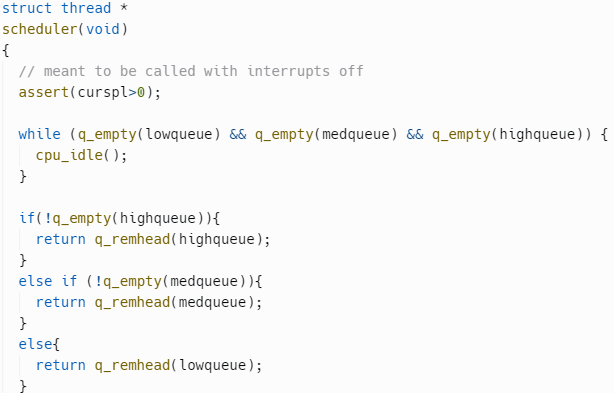 struct thread *
scheduler(void)
{
  // meant to be called with interrupts off
  assert(curspl>0);

  while (q_empty(lowqueue) && q_empty(medqueue) && q_empty(highqueue)) {
    cpu_idle();
  }

  if(!q_empty(highqueue)){
    return q_remhead(highqueue);
  }
  else if (!q_empty(medqueue)){
    return q_remhead(medqueue);
  }
  else{
    return q_remhead(lowqueue);
  }